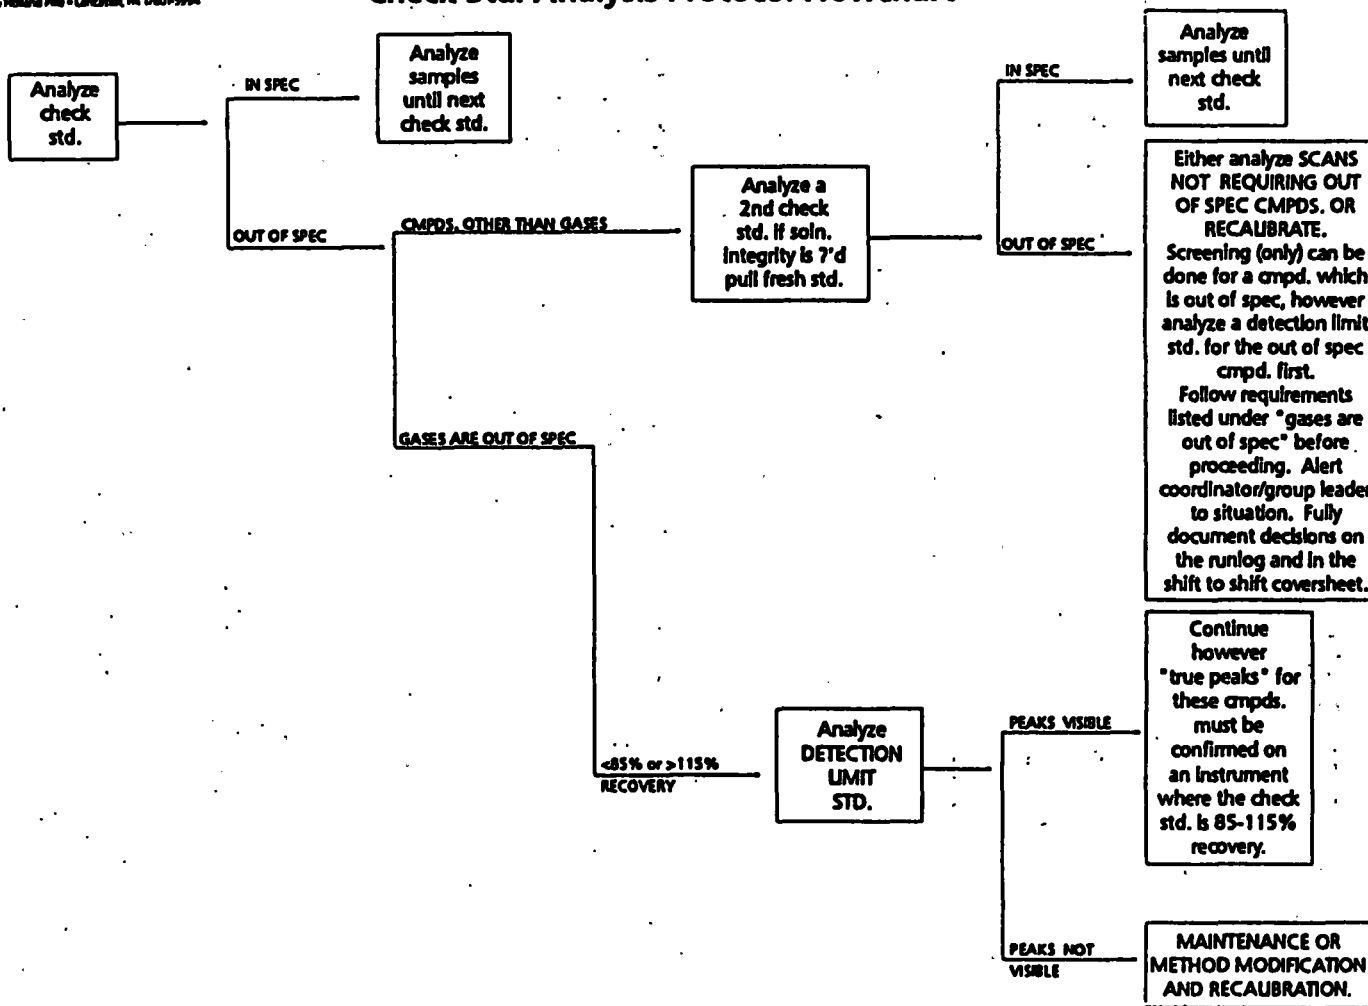 Check Std. Analysis Protocol Flowchart
Analyze
check
std.
IN SPEC
Analyze
samples
until next
check std.
OUT OF SPEC
CMPDS. OTHER THAN GASES
Analyze a
2nd check
std. If soln.
integrity is ?'d
pull fresh std.
IN SPEC
Analyze
samples until
next check
std.
OUT OF SPEC
Either analyze SCANS
NOT REQUIRING OUT
OF SPEC CMPDS. OR
RECALIBRATE.
Screening (only) can be
done for a cmpd. which
is out of spec, however
analyze a detection limit
std. for the out of spec
cmpd. first.
Follow requirements
listed under "gases are
out of spec" before
proceeding. Alert
coordinator/group leader
to situation. Fully
document decisions on
the runlog and in the
shift to shift coversheet.
GASES ARE OUT OF SPEC
<85% or >115%
RECOVERY
Analyze
DETECTION
LIMIT
STD.
PEAKS VISIBLE
Continue
however
"true peaks" for
these cmpds.
must be
confirmed on
an instrument
where the check
std. is 85-115%
recovery.
PEAKS NOT
VISIBLE
MAINTENANCE OR
METHOD MODIFICATION
AND RECALIBRATION.